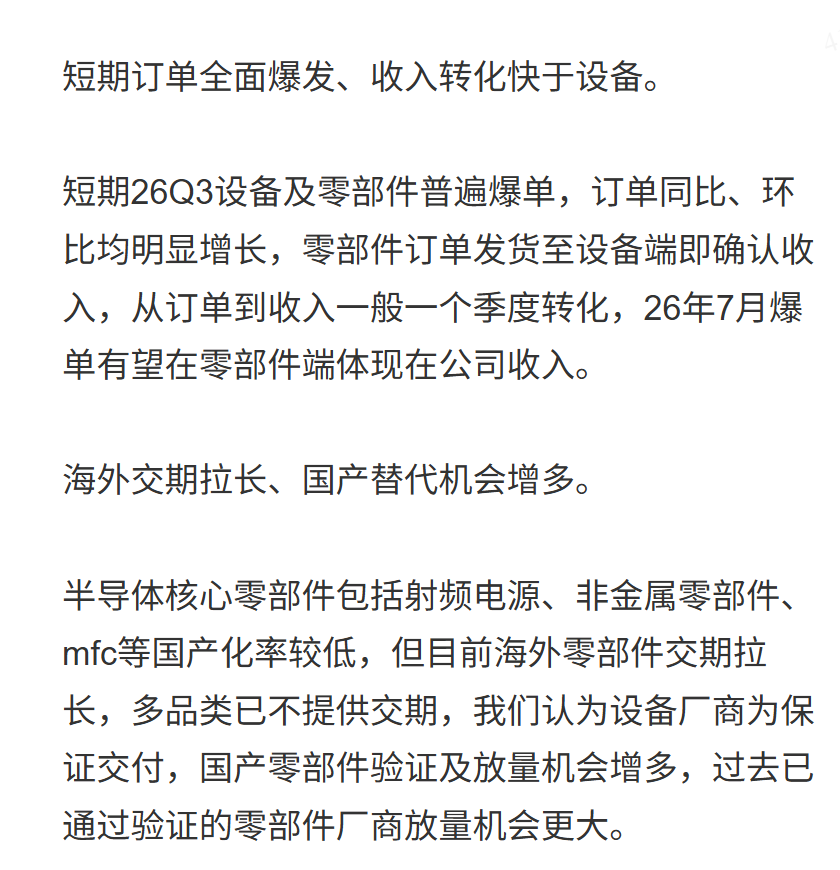 短期订单全面爆发、收入转化快于设备。
短期26Q3设备及零部件普遍爆单，订单同比、环
比均明显增长，零部件订单发货至设备端即确认收
入，从订单到收入一般一个季度转化，26年7月爆
单有望在零部件端体现在公司收入。
海外交期拉长、国产替代机会增多。
半导体核心零部件包括射频电源、非金属零部件、
mfc等国产化率较低，但目前海外零部件交期拉
长，多品类已不提供交期，我们认为设备厂商为保
证交付，国产零部件验证及放量机会增多，过去已
通过验证的零部件厂商放量机会更大。